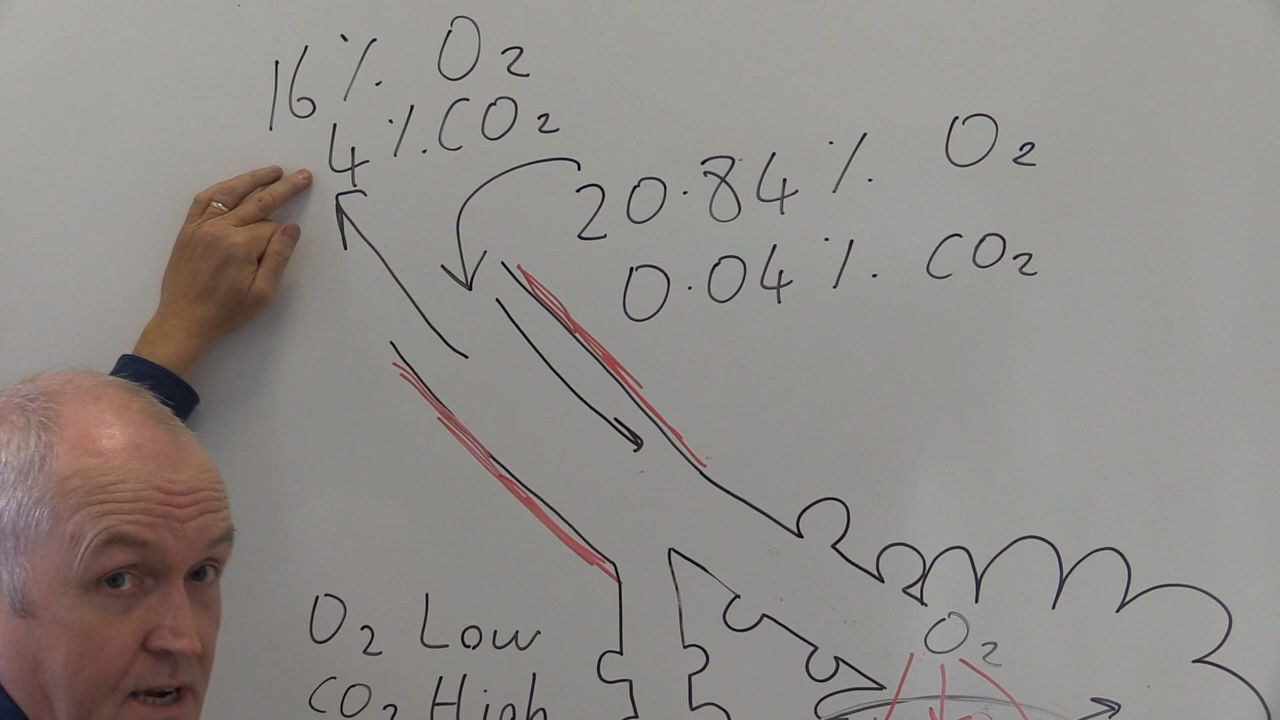 16% O₂
4% CO₂
20.84% O₂
0.04% CO₂
O₂ Low
CO₂ High
O₂